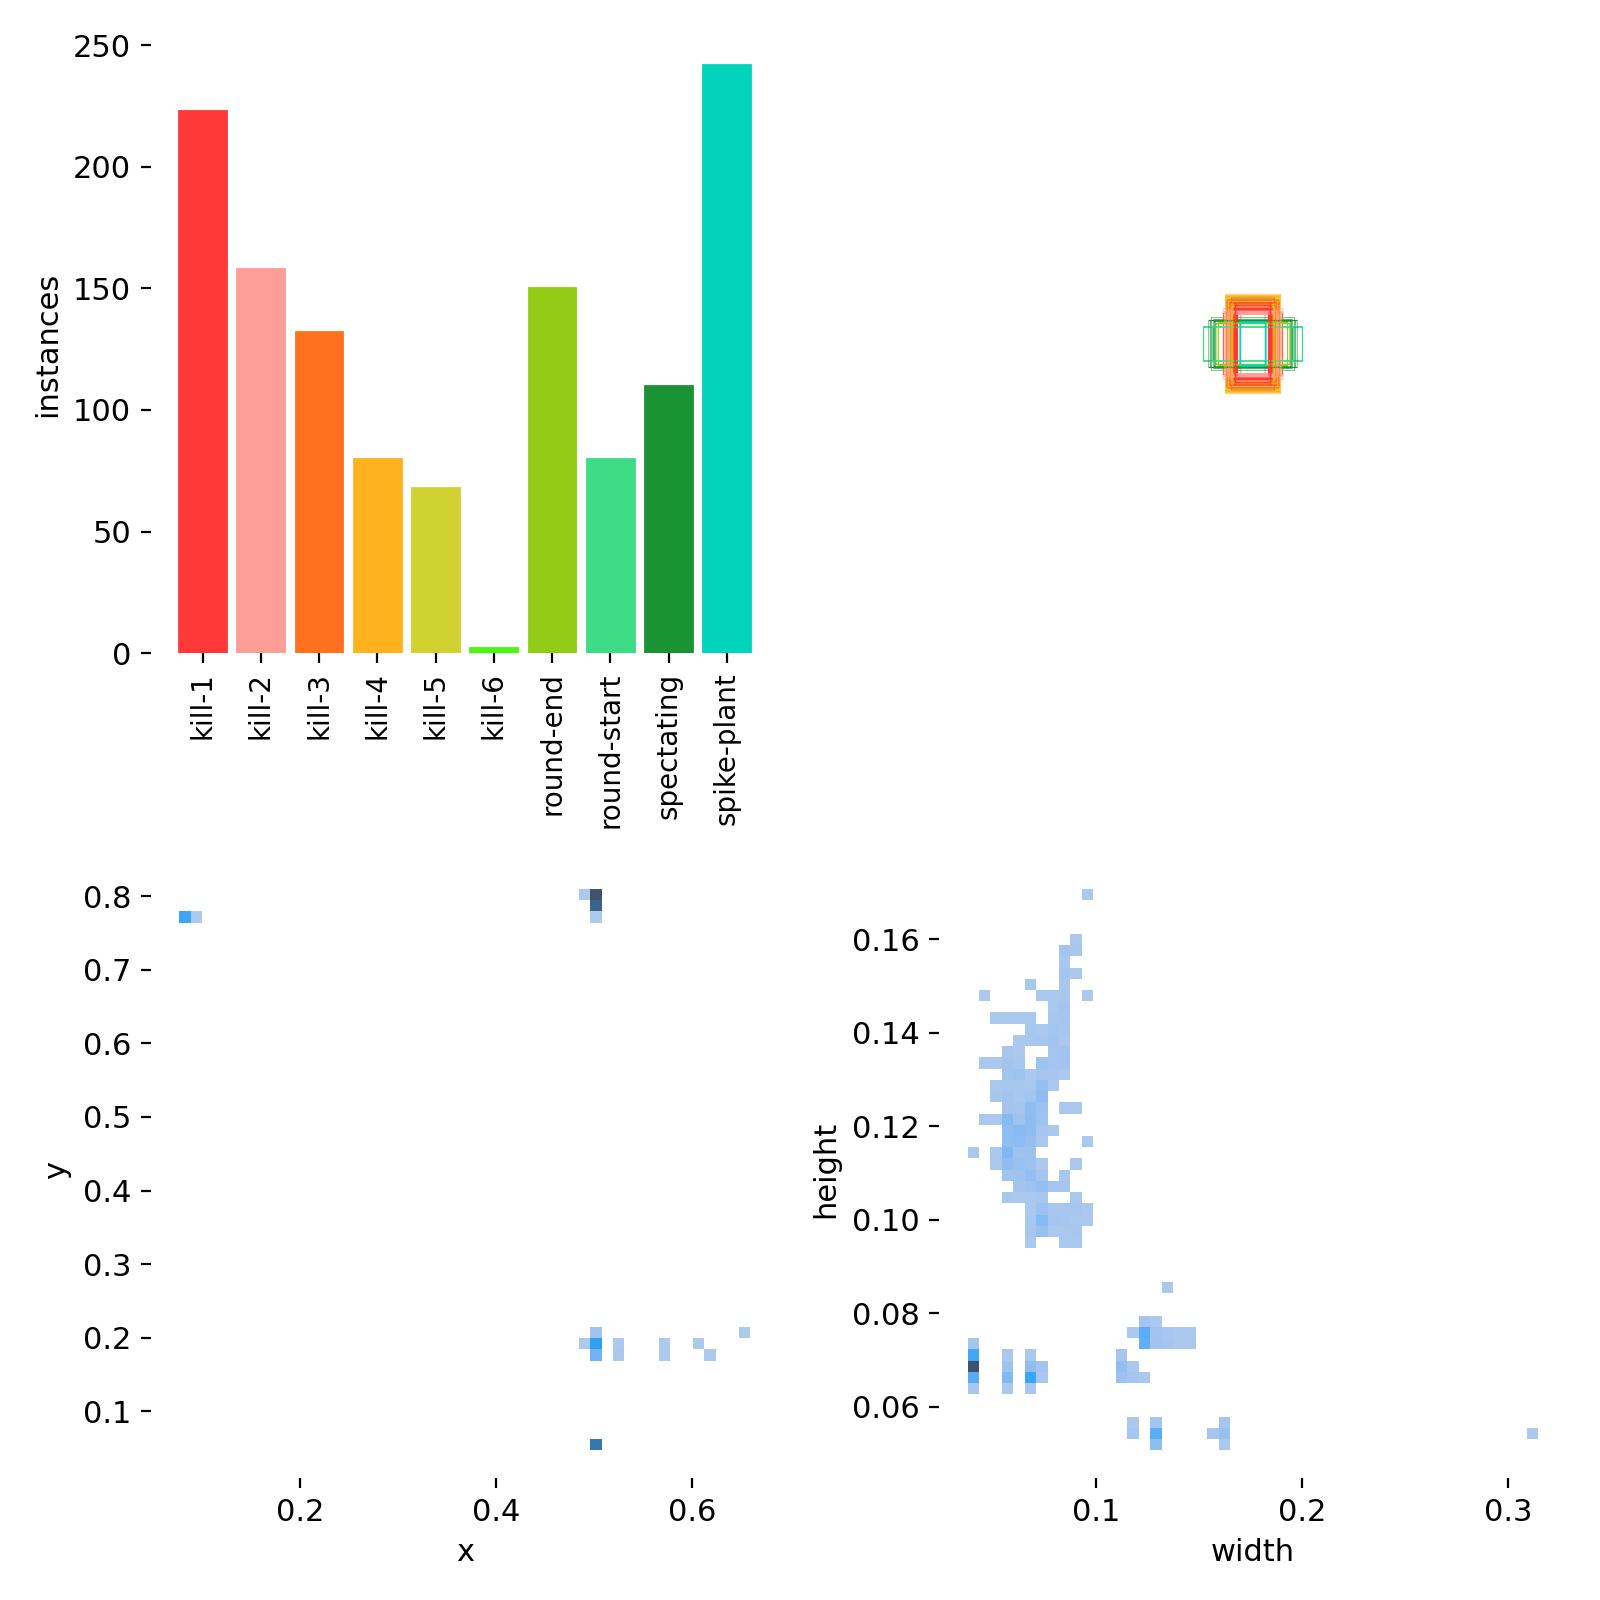 250
200
150
100
50
0
instances
kill-1
kill-2
kill-3
kill-4
kill-5
kill-6
round-end
round-start
spectating
spike-plant
0.8
0.7
0.6
0.5
0.4
0.3
0.2
0.1
y
0.2 0.4 0.6
x
0.16
0.14
0.12
0.10
0.08
0.06
height
0.1 0.2 0.3
width